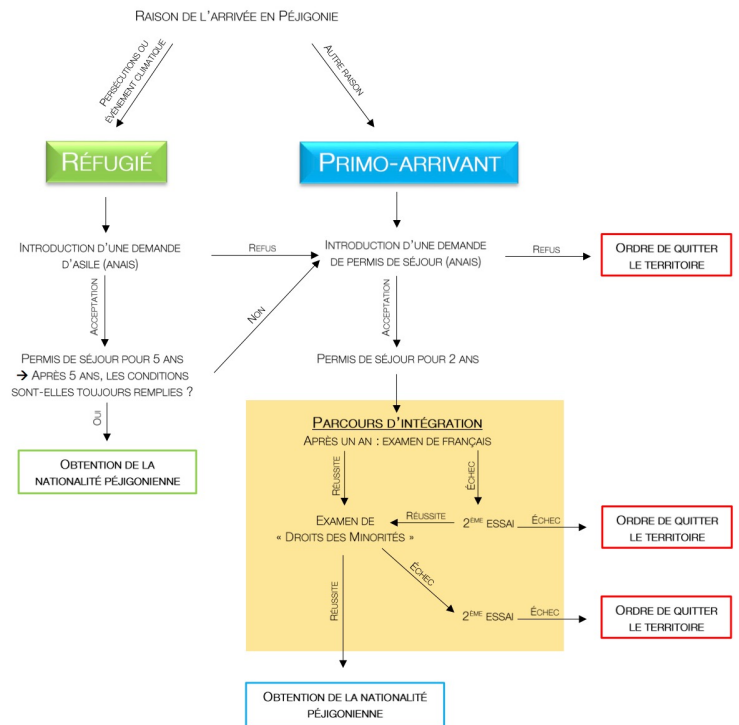 RAISON DE L'ARRIVÉE EN PÉJIGONIE
PERSÉCUTIONS OU
ÉVÉNEMENT CLIMATIQUE
AUTRE RAISON
RÉFUGIÉ
PRIMO-ARRIVANT
INTRODUCTION D'UNE DEMANDE
D'ASILE (ANAIS)
REFUS
INTRODUCTION D'UNE DEMANDE
DE PERMIS DE SÉJOUR (ANAIS)
REFUS
ORDRE DE QUITTER
LE TERRITOIRE
ACCEPTATION
NON
ACCEPTATION
PERMIS DE SÉJOUR POUR 5 ANS
→ APRÈS 5 ANS, LES CONDITIONS
SONT-ELLES TOUJOURS REMPLIES ?
PERMIS DE SÉJOUR POUR 2 ANS
OUI
OBTENTION DE LA
NATIONALITÉ PÉJIGONIENNE
PARCOURS D'INTÉGRATION
APRÈS UN AN : EXAMEN DE FRANÇAIS
RÉUSSITE
ÉCHEC
EXAMEN DE
« DROITS DES MINORITÉS »
RÉUSSITE
2ÈME ESSAI
ÉCHEC
ORDRE DE QUITTER
LE TERRITOIRE
RÉUSSITE
ÉCHEC
2ÈME ESSAI
ÉCHEC
ORDRE DE QUITTER
LE TERRITOIRE
OBTENTION DE LA NATIONALITÉ
PÉJIGONIENNE